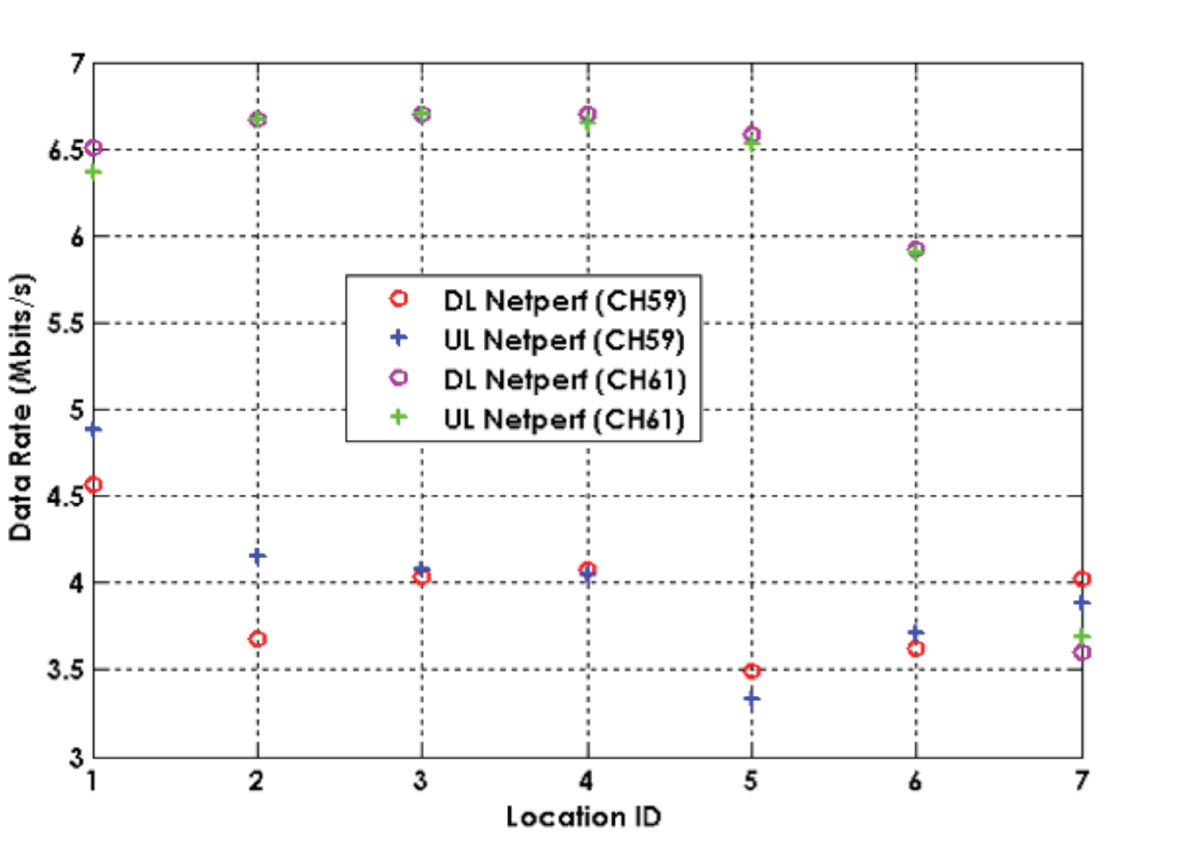 7
6.5
6
5.5
5
4.5
4
3.5
3
Data Rate (Mbits/s)
DL Netperf (CH59)
UL Netperf (CH59)
DL Netperf (CH61)
UL Netperf (CH61)
1 2 3 4 5 6 7
Location ID